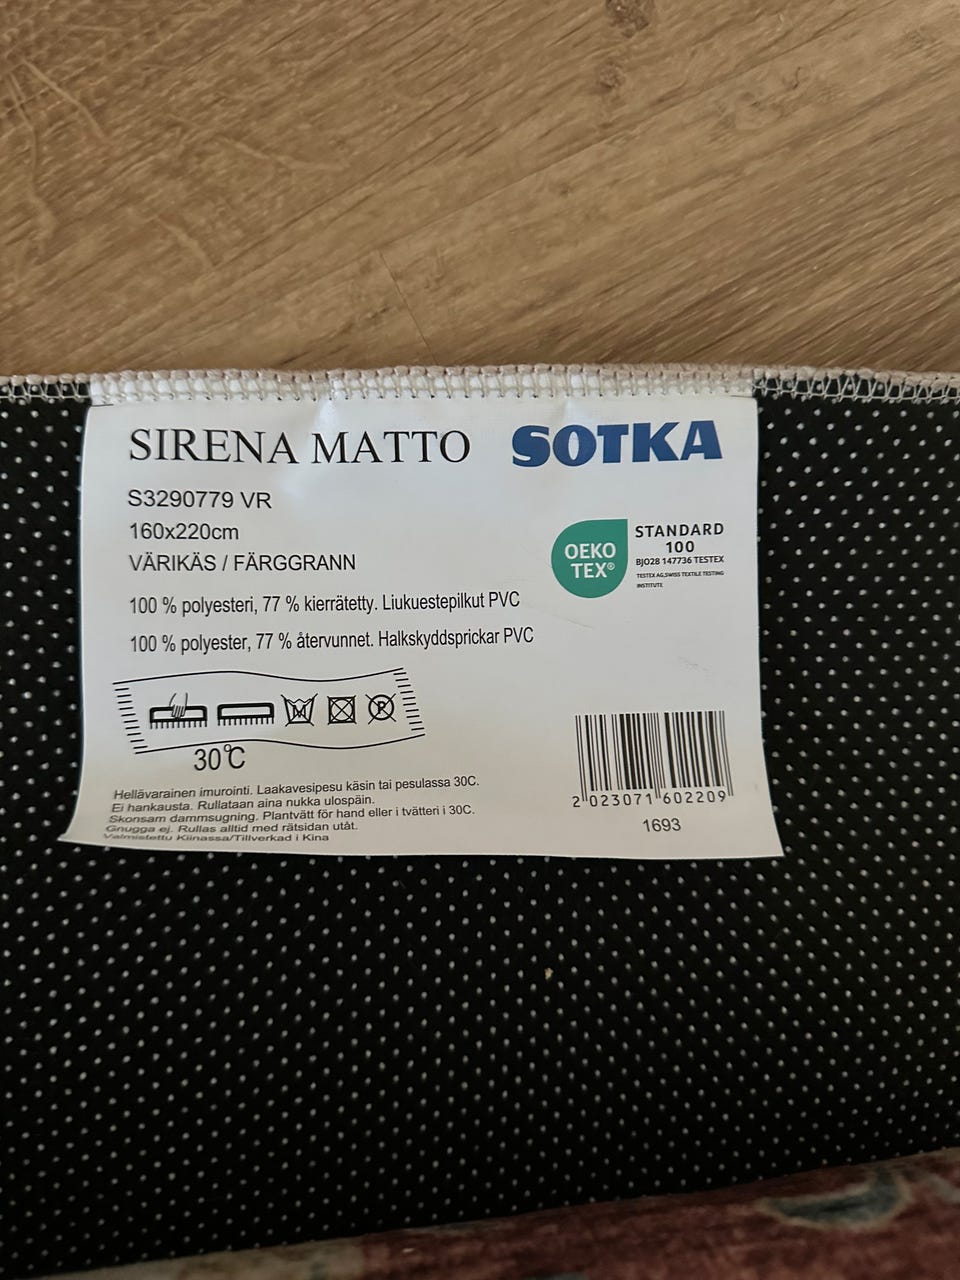 SIRENA MATTO
SOTKA
S3290779 VR
160x220cm
VÄRIKÄS / FÄRGGRANN
OEKO
TEX®
STANDARD
100
BJ028 147736 TESTEX
TESTEX AG,SWISS TEXTILE TESTING
INSTITUTE
100 % polyesteri, 77 % kierrätetty. Liukuestepilkut PVC
100 % polyester, 77 % återvunnet. Halkskyddsprickar PVC
P
30°C
Hellävarainen imurointi. Laakavesipesu käsin tai pesulassa 30C.
Ei hankausta. Rullataan aina nukka ulospäin.
Skonsam dammsugning. Plantvätt för hand eller i tvätteri i 30C.
Gnugga ej. Rullas alltid med rätsidan utåt.
Valmistettu Kiinassa/Tillverkad i Kina
2 023071 602209
1693